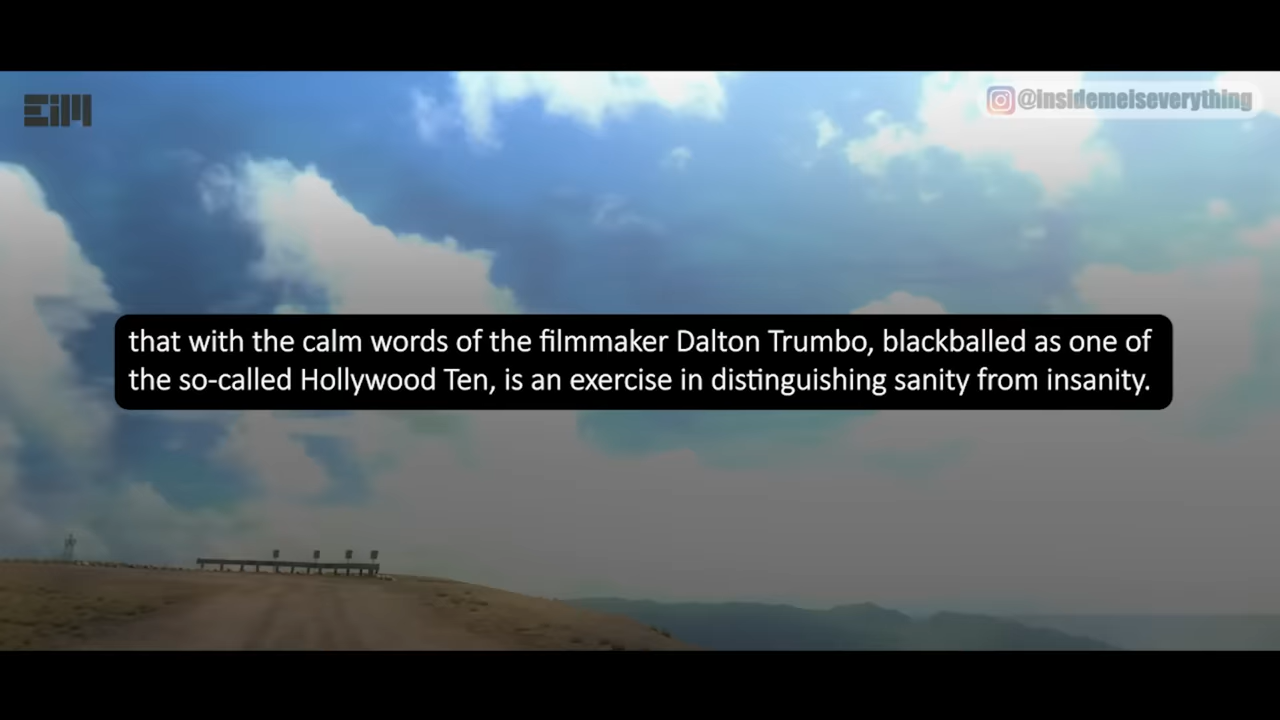 EiM
@Insidemeiseverything
that with the calm words of the filmmaker Dalton Trumbo, blackballed as one of
the so-called Hollywood Ten, is an exercise in distinguishing sanity from insanity.